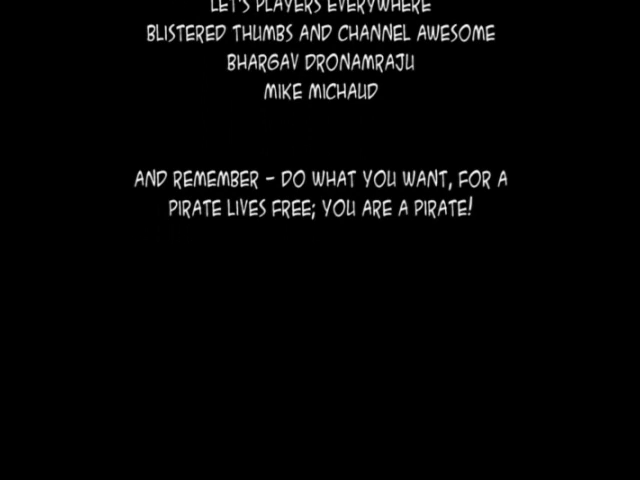 LET'S PLAYERS EVERYWHERE
BLISTERED THUMBS AND CHANNEL AWESOME
BHARGAV DRONAMRAJU
MIKE MICHAUD
AND REMEMBER - DO WHAT YOU WANT, FOR A
PIRATE LIVES FREE; YOU ARE A PIRATE!